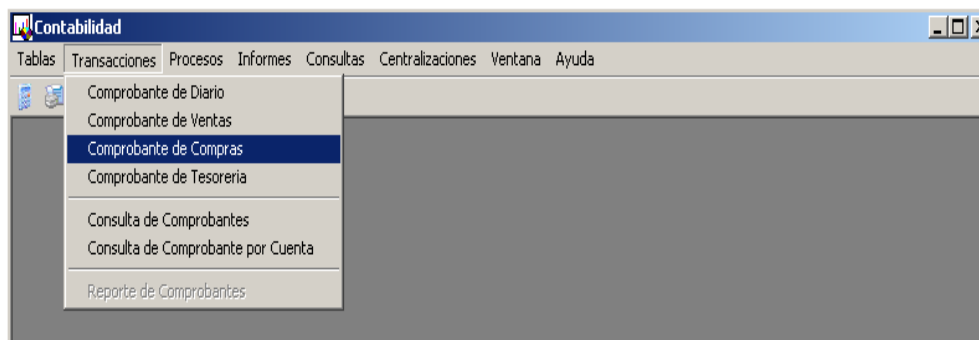 Contabilidad
Tablas Transacciones Procesos Informes Consultas Centralizaciones Ventana Ayuda
Comprobante de Diario
Comprobante de Ventas
Comprobante de Compras
Comprobante de Tesoreria
Consulta de Comprobantes
Consulta de Comprobante por Cuenta
Reporte de Comprobantes